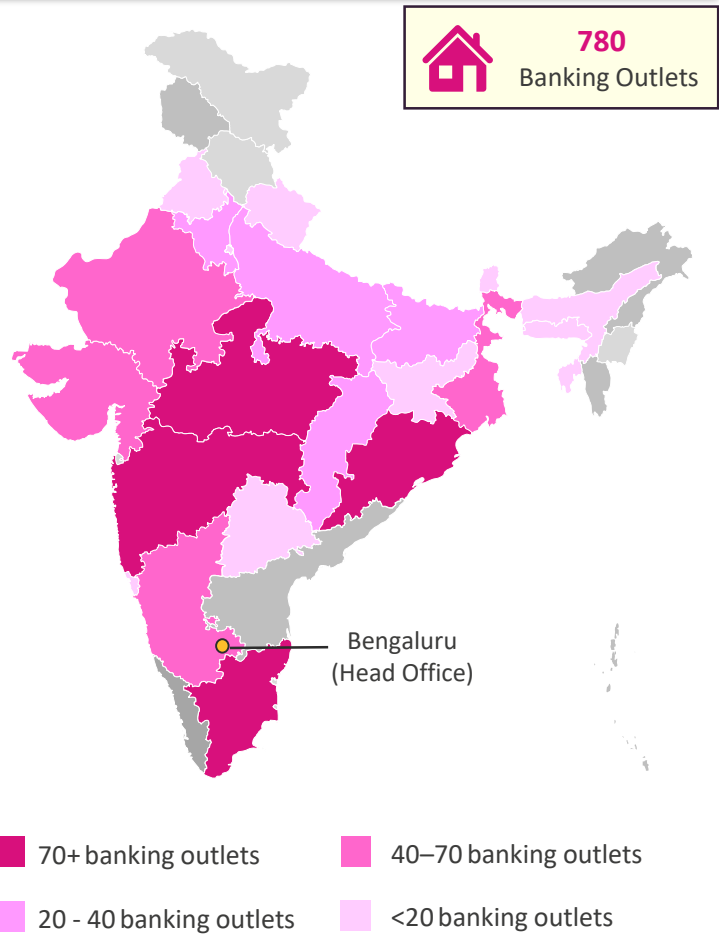 780
Banking Outlets
Bengaluru
(Head Office)
70+ banking outlets
40–70 banking outlets
20 - 40 banking outlets
<20 banking outlets